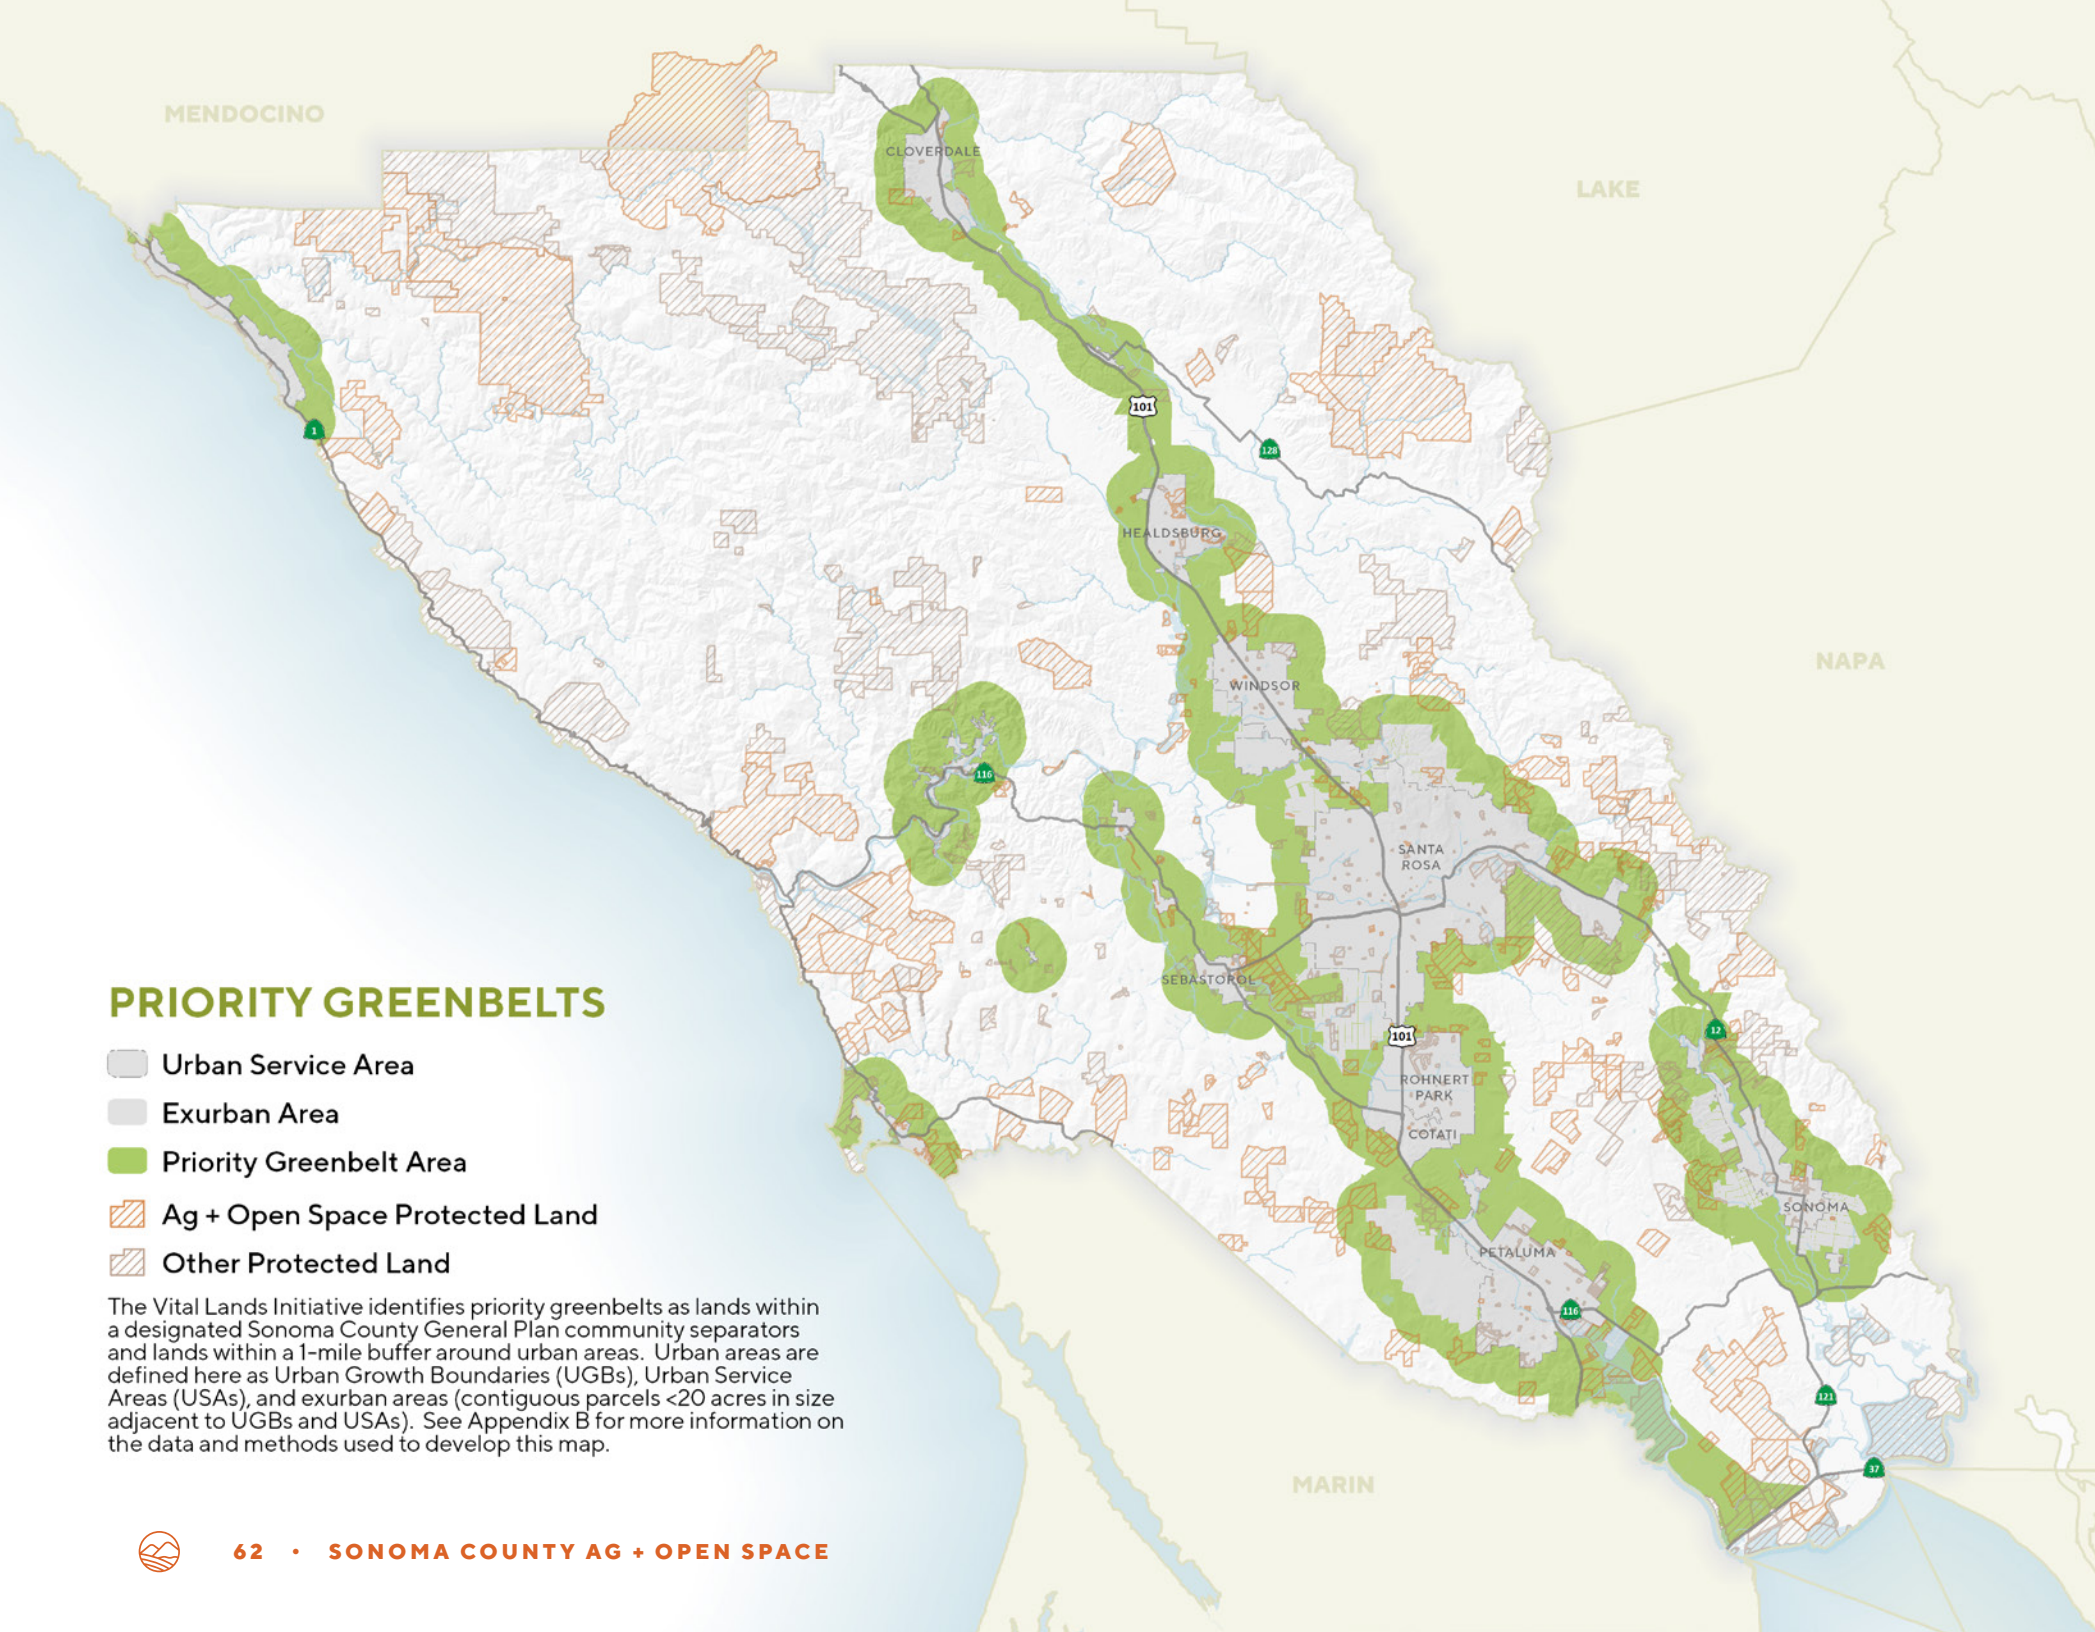 MENDOCINO
CLOVERDALE
LAKE
1
101
128
HEALDSBURG
NAPA
WINDSOR
116
SANTA
ROSA
SEBASTOPOL
PRIORITY GREENBELTS
Urban Service Area
Exurban Area
Priority Greenbelt Area
Ag + Open Space Protected Land
Other Protected Land
12
101
ROHNERT
PARK
COTATI
SONOMA
PETALUMA
116
121
37
MARIN
The Vital Lands Initiative identifies priority greenbelts as lands within
a designated Sonoma County General Plan community separators
and lands within a 1-mile buffer around urban areas. Urban areas are
defined here as Urban Growth Boundaries (UGBs), Urban Service
Areas (USAs), and exurban areas (contiguous parcels <20 acres in size
adjacent to UGBs and USAs). See Appendix B for more information on
the data and methods used to develop this map.
62 • SONOMA COUNTY AG + OPEN SPACE